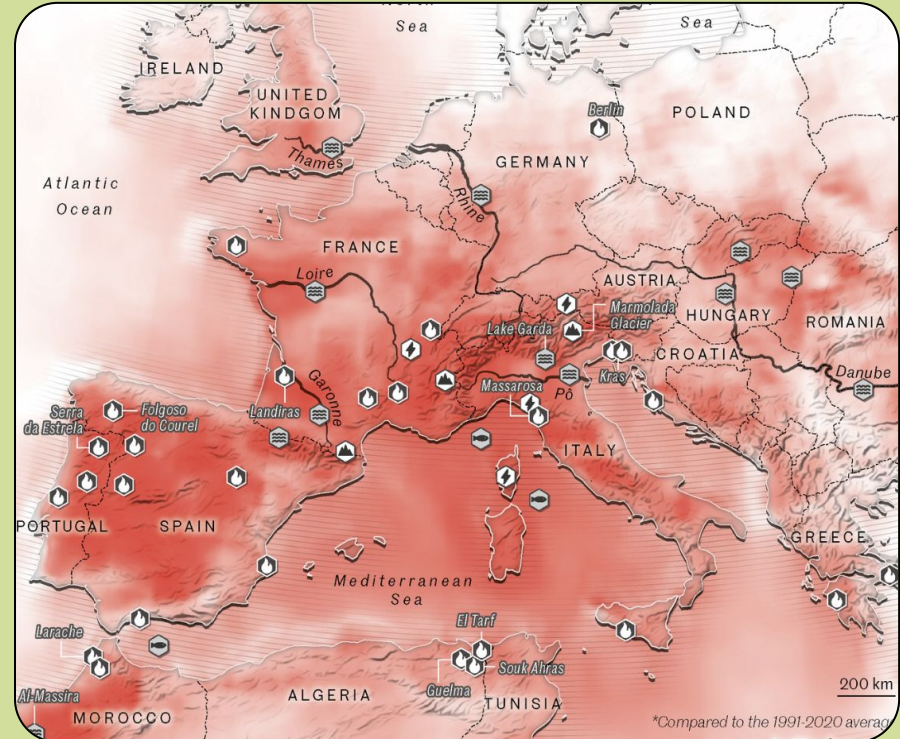 North
Sea
Sea
IRELAND
UNITED
KINGDOM
Thames
Berlin
POLAND
GERMANY
Atlantic
Ocean
Rhine
FRANCE
Loire
AUSTRIA
Marmolada
Glacier
HUNGARY
ROMANIA
Lake Garda
CROATIA
Kras
Danube
Massarosa
Pô
Garonne
Landiras
Serra
da Estrela
Folgoso
do Courel
ITALY
PORTUGAL
SPAIN
GREECE
Mediterranean
Sea
Larache
El Tarf
Souk Ahras
Guelma
Al-Massira
MOROCCO
ALGERIA
TUNISIA
200 km
*Compared to the 1991-2020 averag